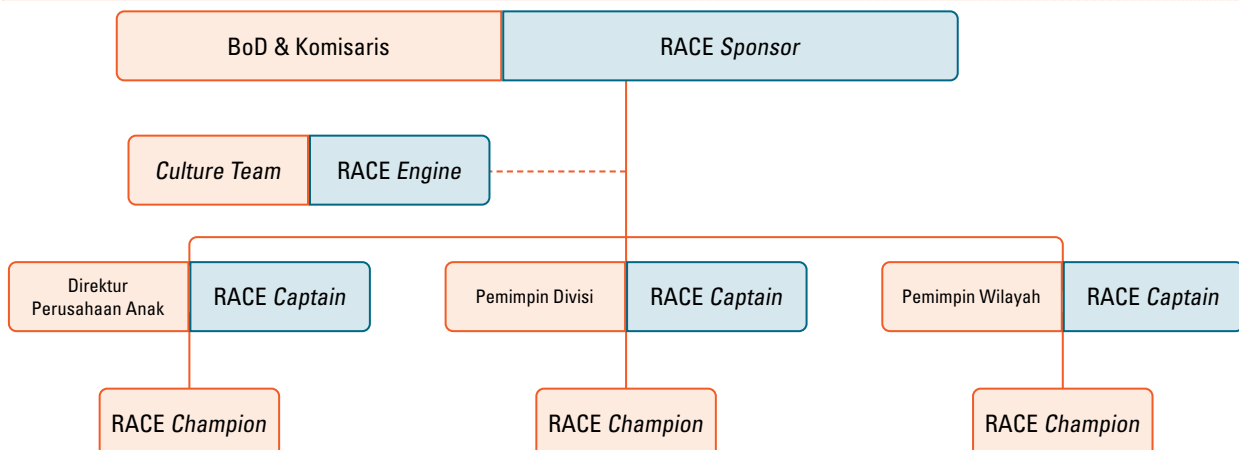 BoD & Komisaris
RACE Sponsor
Culture Team
RACE Engine
Direktur
Perusahaan Anak
RACE Captain
Pemimpin Divisi
RACE Captain
Pemimpin Wilayah
RACE Captain
RACE Champion
RACE Champion
RACE Champion